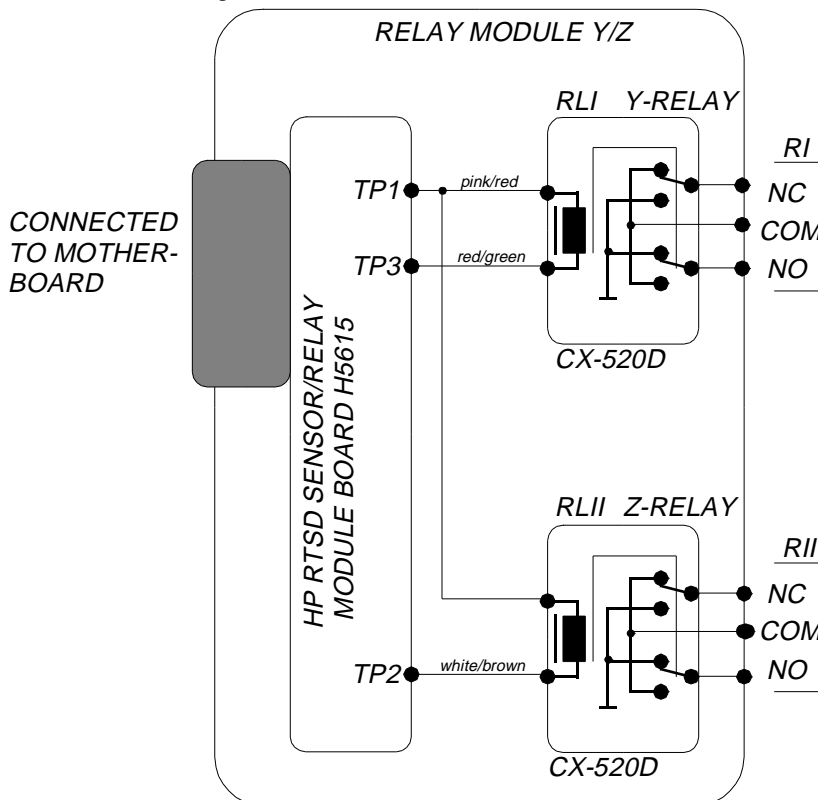 RELAY MODULE Y/Z
RLI Y-RELAY
RI
TP1
pink/red
NC
CONNECTED
TO MOTHER-
BOARD
COM
TP3
red/green
NO
CX-520D
HP RTSD SENSOR/RELAY
MODULE BOARD H5615
RLII Z-RELAY
RII
NC
COM
TP2
white/brown
NO
CX-520D